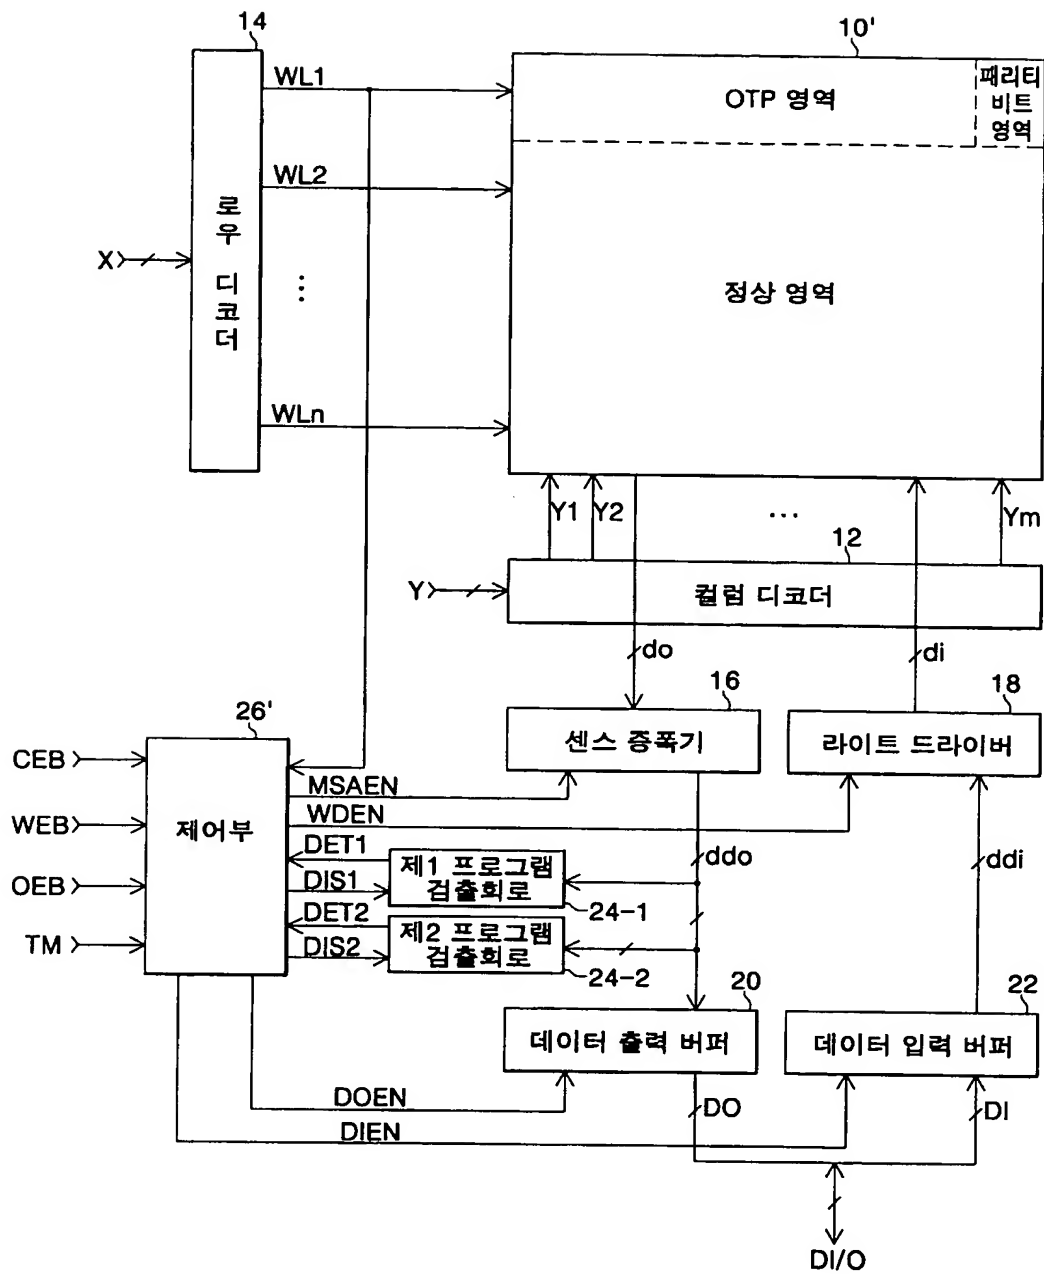 14
10'
WL1
OTP 영역
패리티
비트
영역
WL2
로우 디코더
X
...
정상 영역
WLn
Y1
Y2
...
Ym
12
Y
컬럼 디코더
do
di
16
18
26'
센스 증폭기
라이트 드라이버
CEB
MSAEN
WEB
제어부
WDEN
DET1
제1 프로그램
검출회로
ddo
ddi
OEB
DIS1
24-1
DET2
제2 프로그램
검출회로
TM
DIS2
24-2
20
22
데이터 출력 버퍼
데이터 입력 버퍼
DOEN
DO
DI
DIEN
DI/O